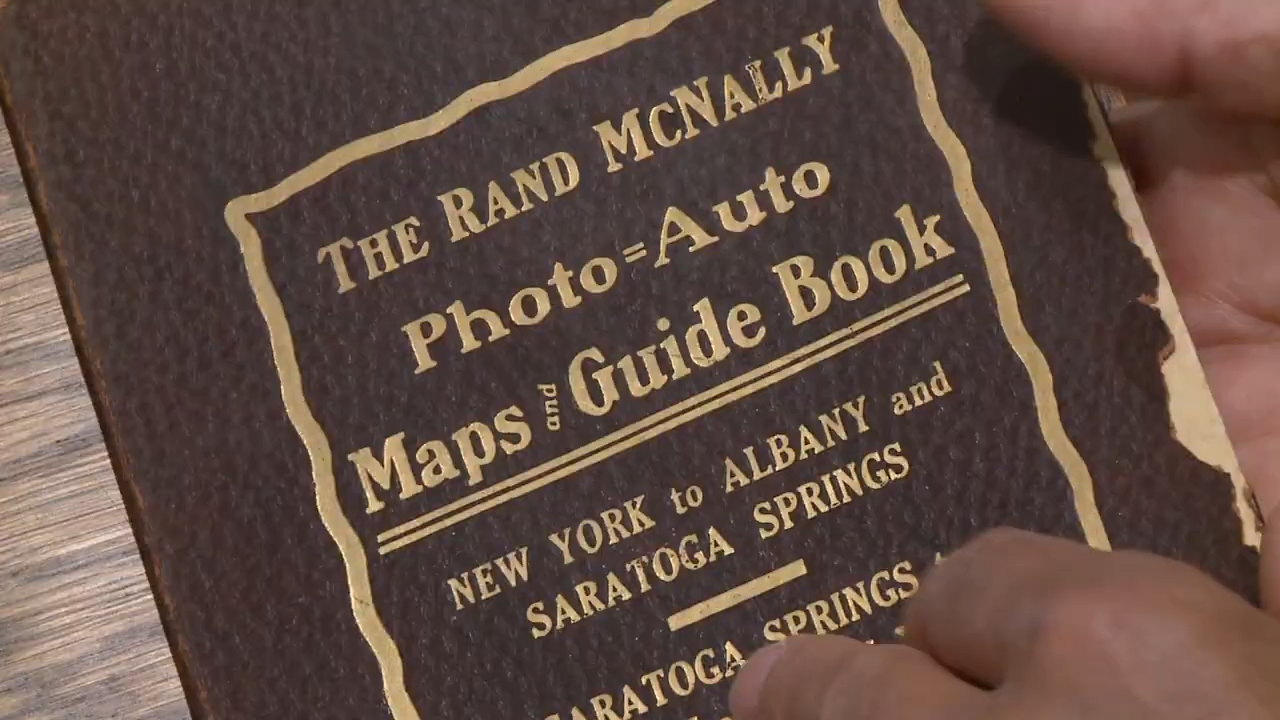 THE RAND MCNALLY
Photo=Auto
Maps and Guide Book
NEW YORK to ALBANY and
SARATOGA SPRINGS
SARATOGA SPRINGS